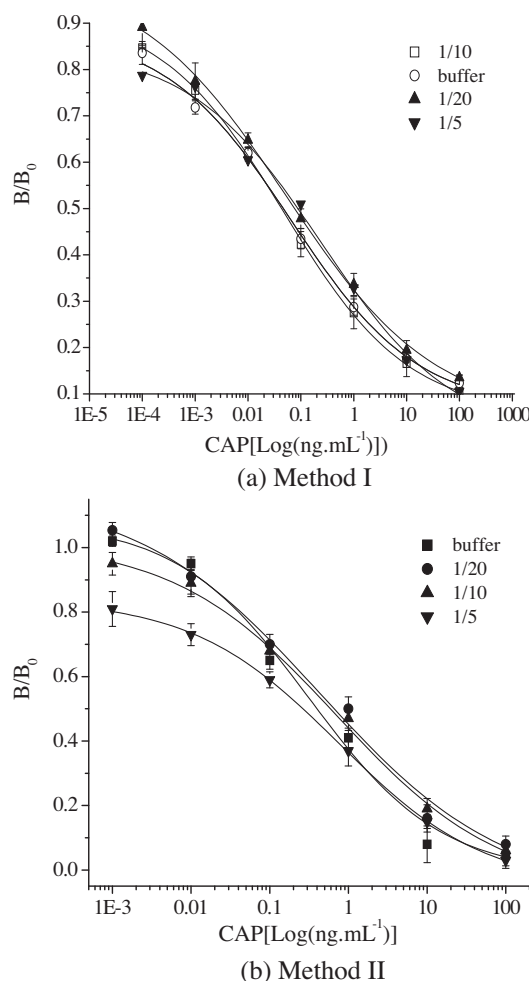 0.9
0.8
0.7
0.6
0.5
0.4
0.3
0.2
0.1
B/B₀
1/10
buffer
1/20
1/5
1E-5 1E-4 1E-3 0.01 0.1 1 10 100 1000
CAP[Log(ng.mL⁻¹)])
(a) Method I
1.0
0.8
0.6
0.4
0.2
0.0
B/B₀
buffer
1/20
1/10
1/5
1E-3 0.01 0.1 1 10 100
CAP[Log(ng.mL⁻¹)]
(b) Method II